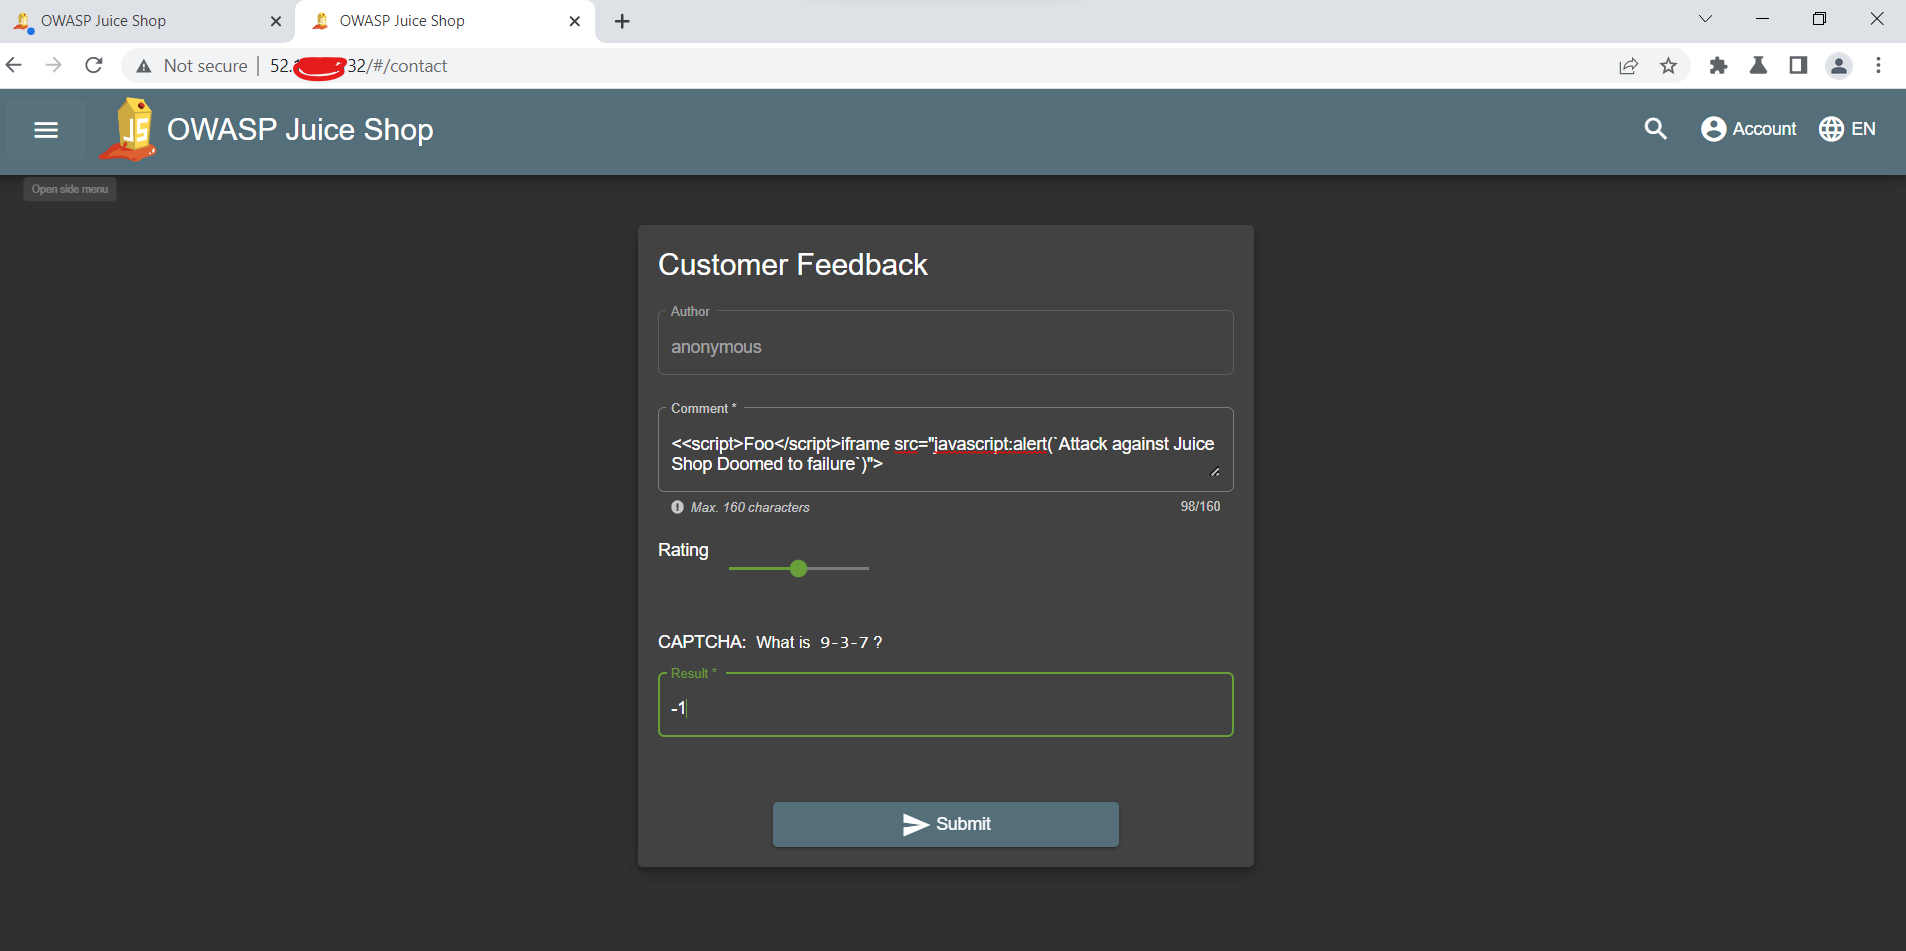 OWASP Juice Shop
OWASP Juice Shop
Not secure
52.
32/#/contact
OWASP Juice Shop
Account
EN
Open side menu
Customer Feedback
Author
anonymous
Comment *
<<script>Foo</script>iframe src="javascript:alert(`Attack against Juice
Shop Doomed to failure`)">
Max. 160 characters
98/160
Rating
CAPTCHA: What is 9-3-7 ?
Result *
-1
Submit